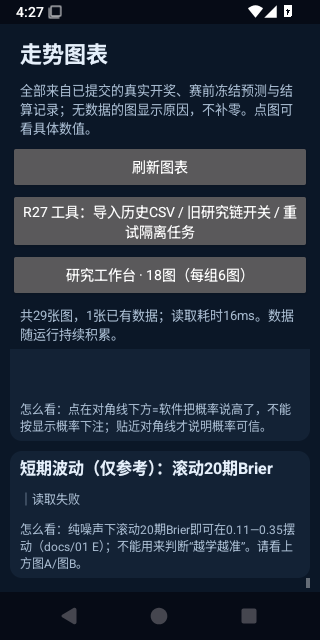 4:27
走势图表
全部来自已提交的真实开奖、赛前冻结预测与结
算记录；无数据的图显示原因，不补零。点图可
看具体数值。
刷新图表
R27 工具：导入历史CSV / 旧研究链开关 / 重
试隔离任务
研究工作台 · 18图（每组6图）
共29张图，1张已有数据；读取耗时16ms。数据
随运行持续积累。
怎么看：点在对角线下方=软件把概率说高了，不能
按显示概率下注；贴近对角线才说明概率可信。
短期波动（仅参考）：滚动20期Brier
读取失败
怎么看：纯噪声下滚动20期Brier即可在0.11—0.35摆
动（docs/01 E）；不能用来判断“越学越准”。请看上
方图A/图B。